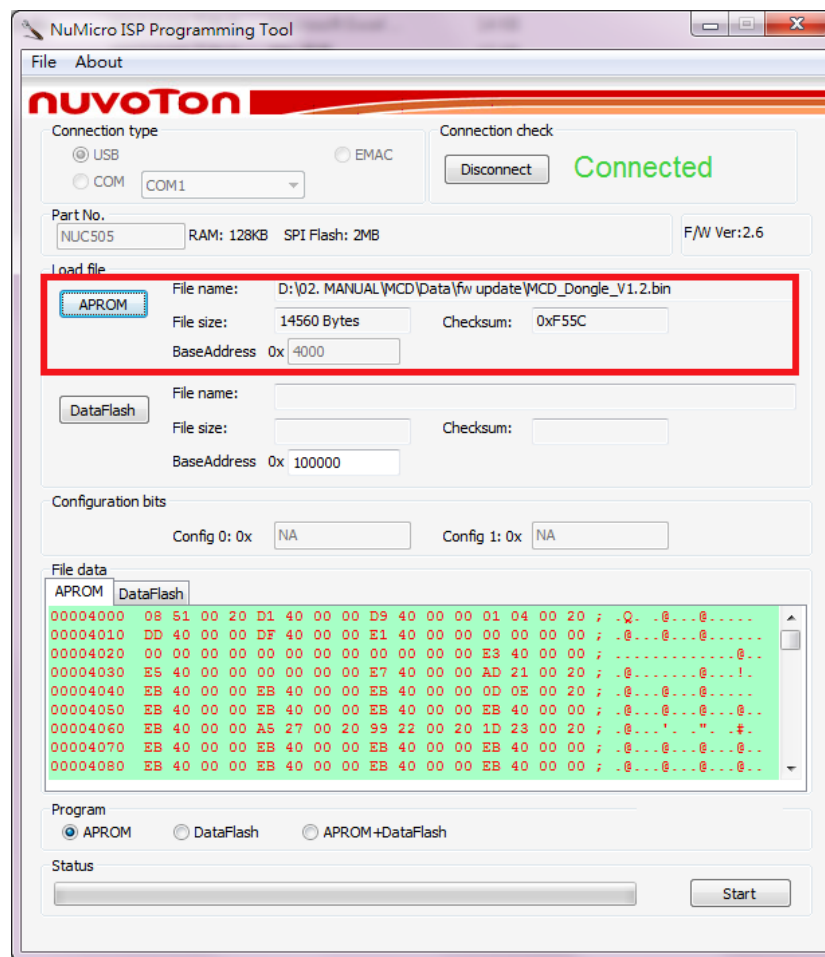 NuMicro ISP Programming Tool
File About
nuvoTon
Connection type
Connection check
USB
EMAC
COM
COM1
Disconnect
Connected
Part No.
NUC505
RAM: 128KB SPI Flash: 2MB
F/W Ver:2.6
Load file
APROM
File name: D:\02. MANUAL\MCD\Data\fw update\MCD_Dongle_V1.2.bin
File size: 14560 Bytes Checksum: 0xF55C
BaseAddress 0x 4000
DataFlash
File name:
File size: Checksum:
BaseAddress 0x 100000
Configuration bits
Config 0: 0x NA Config 1: 0x NA
File data
APROM DataFlash
00004000 08 51 00 20 D1 40 00 00 D9 40 00 00 01 04 00 20 ; .Q. .@...@.....
00004010 DD 40 00 00 DF 40 00 00 E1 40 00 00 00 00 00 00 ; .@...@...@......
00004020 00 00 00 00 00 00 00 00 00 00 00 00 E3 40 00 00 ; .............@..
00004030 E5 40 00 00 00 00 00 00 E7 40 00 00 AD 21 00 20 ; .@.......@...!.
00004040 EB 40 00 00 EB 40 00 00 EB 40 00 00 0D 0E 00 20 ; .@...@...@.....
00004050 EB 40 00 00 EB 40 00 00 EB 40 00 00 EB 40 00 00 ; .@...@...@...@..
00004060 EB 40 00 00 A5 27 00 20 99 22 00 20 1D 23 00 20 ; .@...'. .". .#.
00004070 EB 40 00 00 EB 40 00 00 EB 40 00 00 EB 40 00 00 ; .@...@...@...@..
00004080 EB 40 00 00 EB 40 00 00 EB 40 00 00 EB 40 00 00 ; .@...@...@...@..
Program
APROM DataFlash APROM+DataFlash
Status
Start